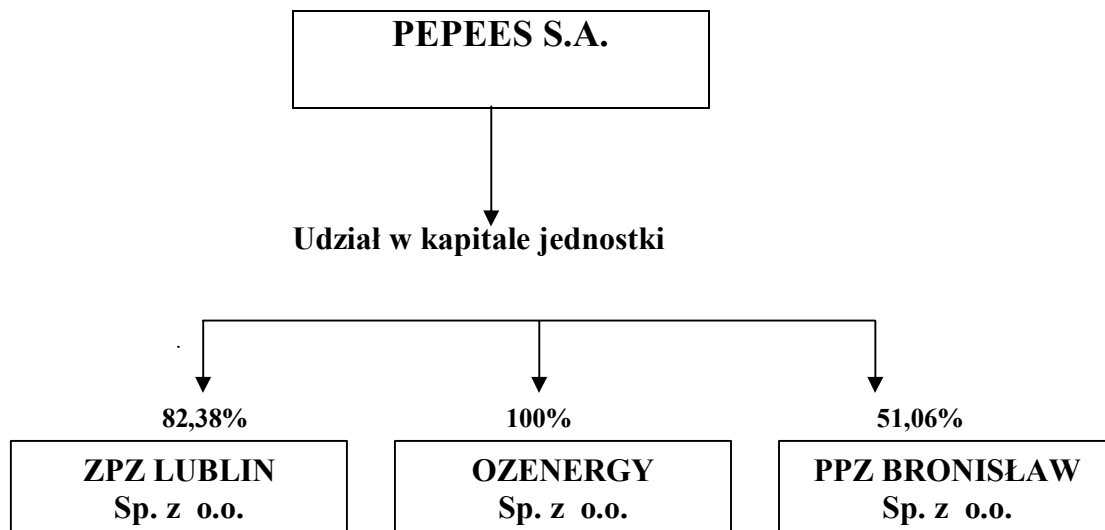 PEPEES S.A.
Udział w kapitale jednostki
82,38%
100%
51,06%
ZPZ LUBLIN
Sp. z o.o.
OZENERGY
Sp. z o.o.
PPZ BRONISŁAW
Sp. z o.o.